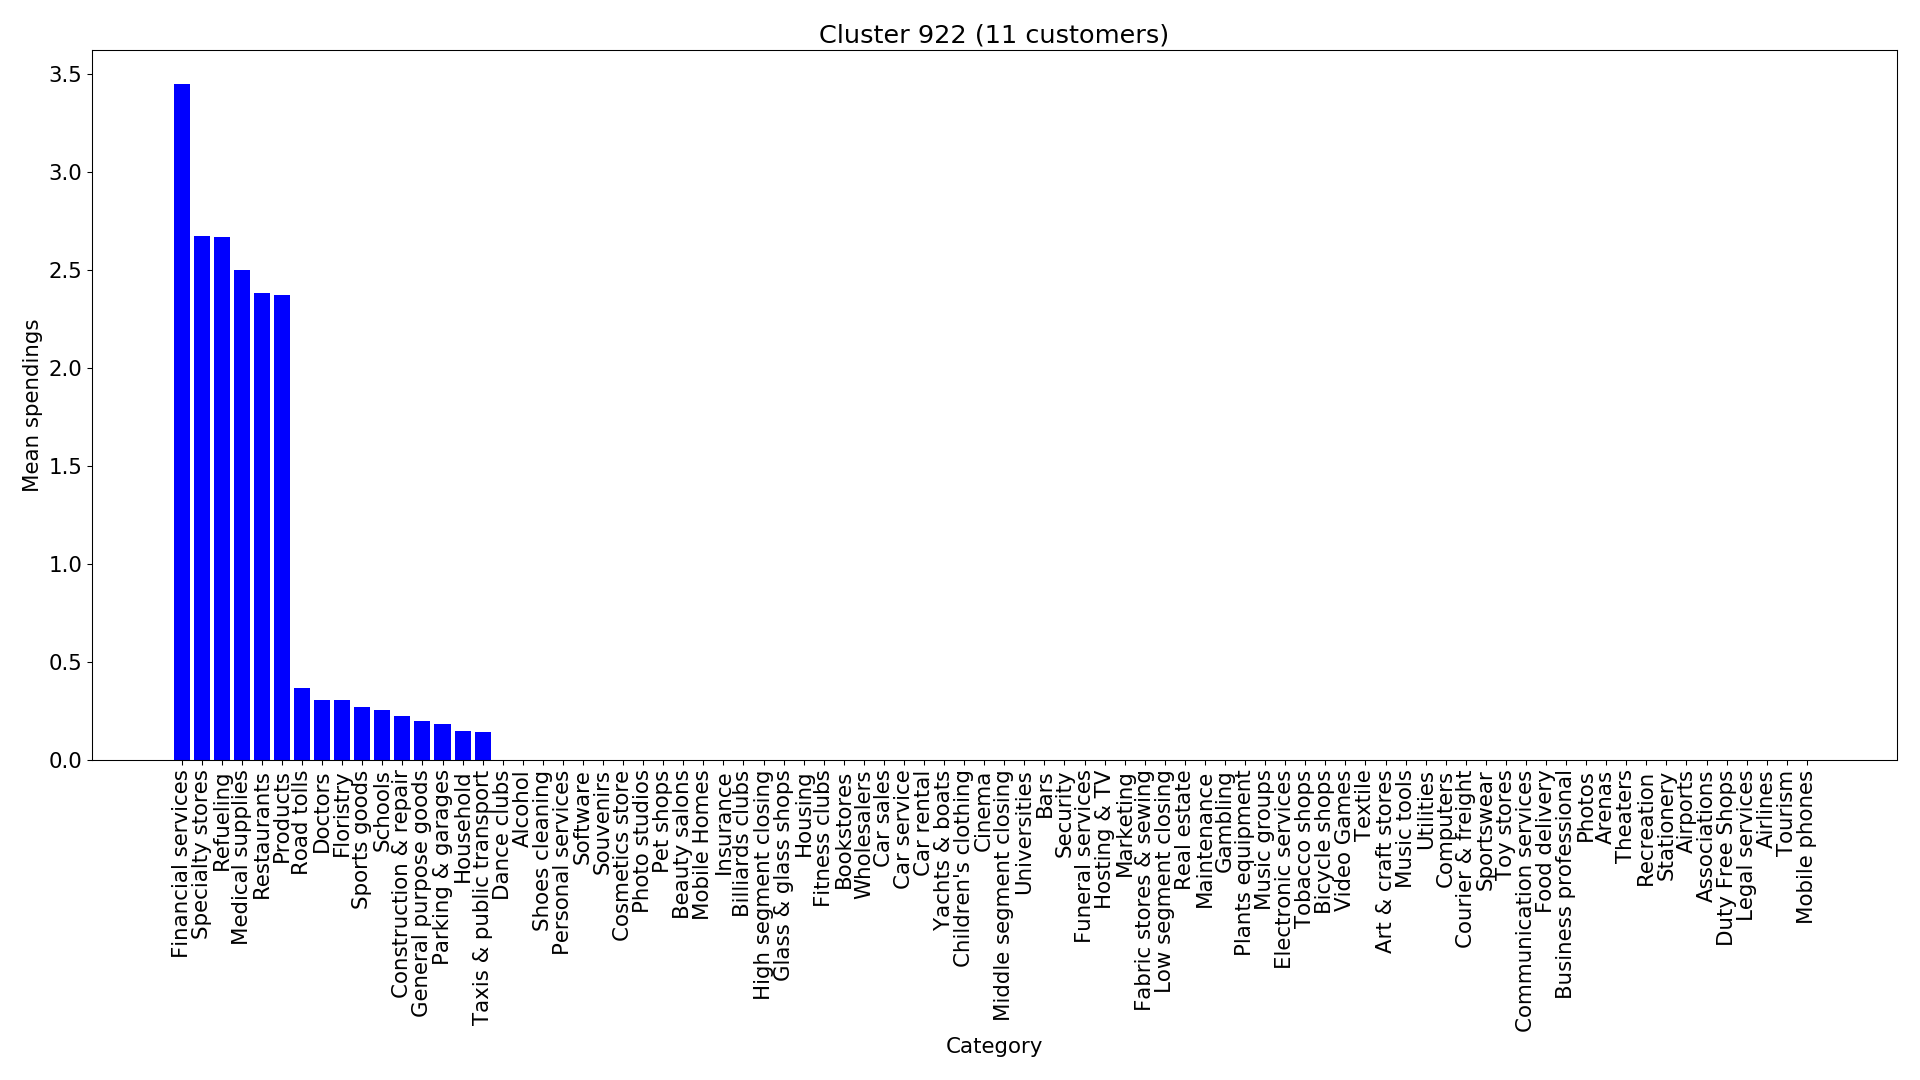 Cluster 922 (11 customers)
Mean spendings
3.5
3.0
2.5
2.0
1.5
1.0
0.5
0.0
Financial services
Specialty stores
Refueling
Medical supplies
Restaurants
Products
Road tolls
Doctors
Floristry
Sports goods
Schools
Construction & repair
General purpose goods
Parking & garages
Household
Taxis & public transport
Dance clubs
Alcohol
Shoes cleaning
Personal services
Software
Souvenirs
Cosmetics store
Photo studios
Pet shops
Beauty salons
Mobile Homes
Insurance
Billiards clubs
High segment closing
Glass & glass shops
Housing
Fitness clubs
Bookstores
Wholesalers
Car sales
Car service
Car rental
Yachts & boats
Children's clothing
Cinema
Middle segment closing
Universities
Bars
Security
Funeral services
Hosting & TV
Marketing
Fabric stores & sewing
Low segment closing
Real estate
Maintenance
Gambling
Plants equipment
Music groups
Electronic services
Tobacco shops
Bicycle shops
Video Games
Textile
Art & craft stores
Music tools
Utilities
Computers
Courier & freight
Sportswear
Toy stores
Communication services
Food delivery
Business professional
Photos
Arenas
Theaters
Recreation
Stationery
Airports
Associations
Duty Free Shops
Legal services
Airlines
Tourism
Mobile phones
Category